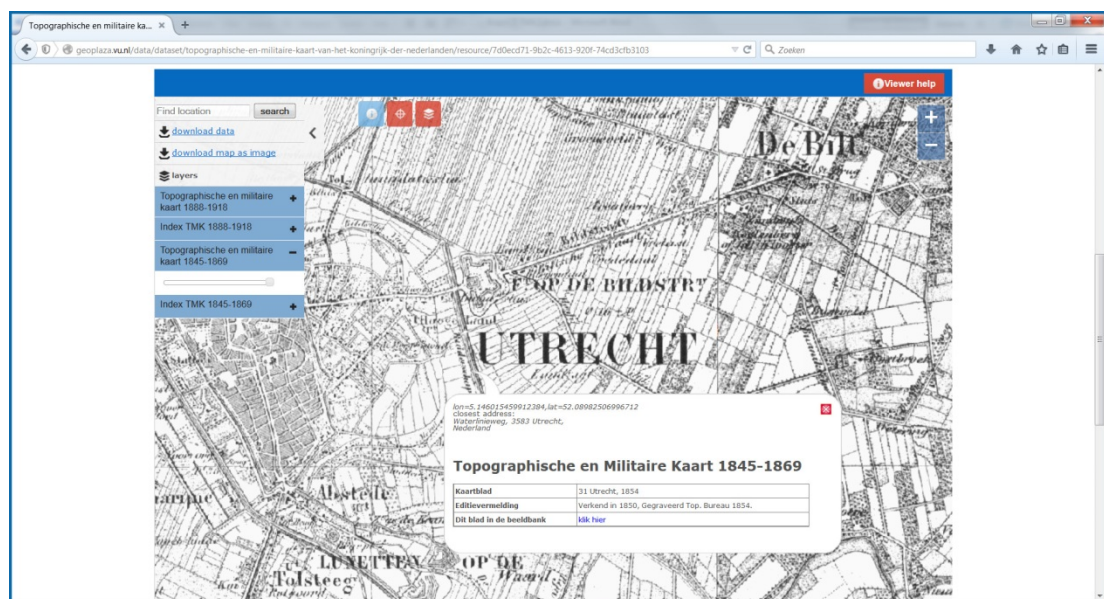 Topographische en militaire ka...
geoplaza.vu.nl/data/dataset/topographische-en-militaire-kaart-van-het-koningrijk-der-nederlanden/resource/7d0ecd71-9b2c-4613-920f-74cd3cfb3103
Zoeken
Viewer help
Find location
search
download data
download map as image
layers
Topographische en militaire
kaart 1888-1918
+
Index TMK 1888-1918
+
Topographische en militaire
kaart 1845-1869
–
Index TMK 1845-1869
+
+
–
De Bilt
OP DE BILDSTRT
UTRECHT
Abstede
LUNETTEN OP DE
Tolsteeg
lon=5.146015459912384,lat=52.08982506996712
closest address:
Waterlinieweg, 3583 Utrecht,
Nederland
Topographische en Militaire Kaart 1845-1869
Kaartblad 31 Utrecht, 1854
Editievermelding Verkend in 1850, Gegraveerd Top. Bureau 1854.
Dit blad in de beeldbank klik hier